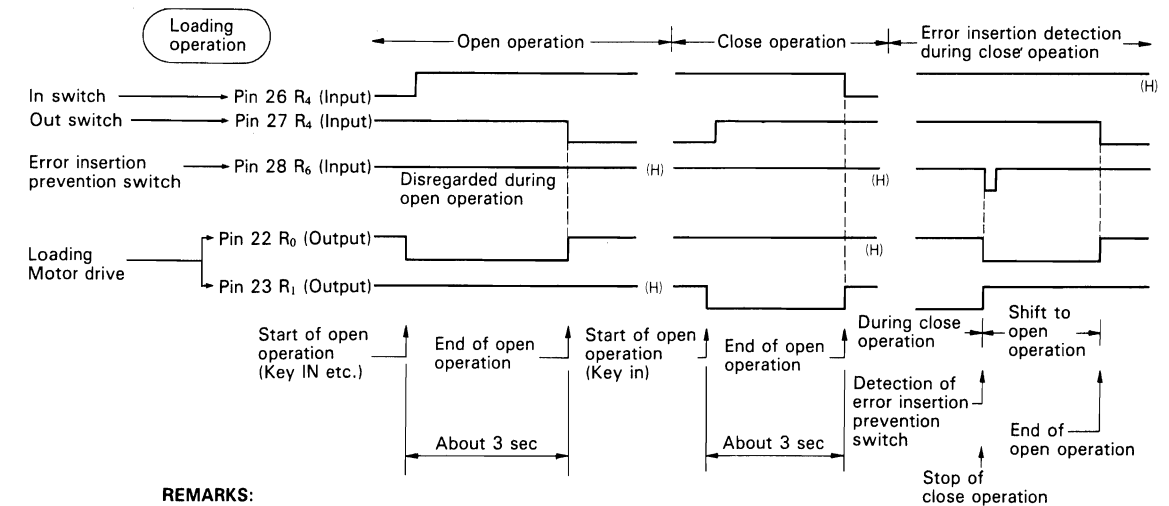 Loading
operation
Open operation
Close operation
Error insertion detection
during close opeation
(H)
In switch
Pin 26 R4 (Input)
Out switch
Pin 27 R4 (Input)
Error insertion
prevention switch
Pin 28 R6 (Input)
(H)
(H)
Disregarded during
open operation
Loading
Motor drive
Pin 22 R0 (Output)
(H)
Pin 23 R1 (Output)
(H)
Start of open
operation
(Key IN etc.)
End of open
operation
Start of open
operation
(Key in)
End of open
operation
During close
operation
Shift to
open
operation
Detection of
error insertion
prevention
switch
End of
open operation
About 3 sec
About 3 sec
Stop of
close operation
REMARKS: